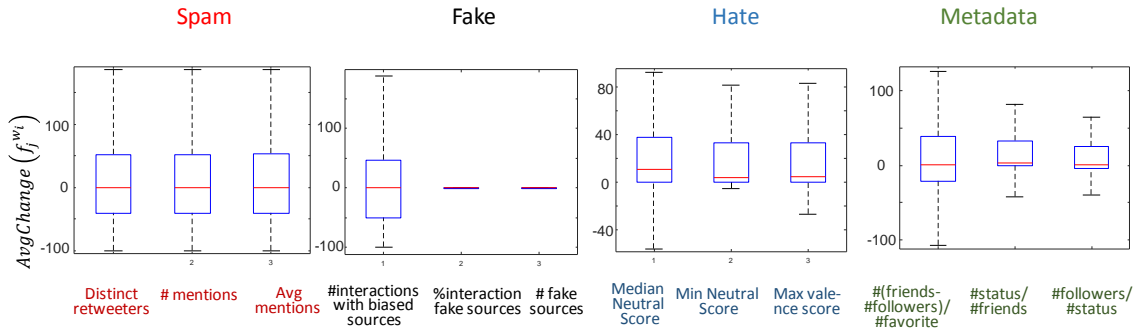 Spam
Fake
Hate
Metadata
AvgChange (f_j^{w_i})
100
0
-100
2
3
Distinct
retweeters
# mentions
Avg
mentions
100
0
-100
1
2
3
#interactions
with biased
sources
%interaction
fake sources
# fake
sources
80
40
0
-40
1
2
3
Median
Neutral
Score
Min Neutral
Score
Max vale-
nce score
100
0
-100
1
2
3
#(friends-
#followers)/
#favorite
#status/
#friends
#followers/
#status